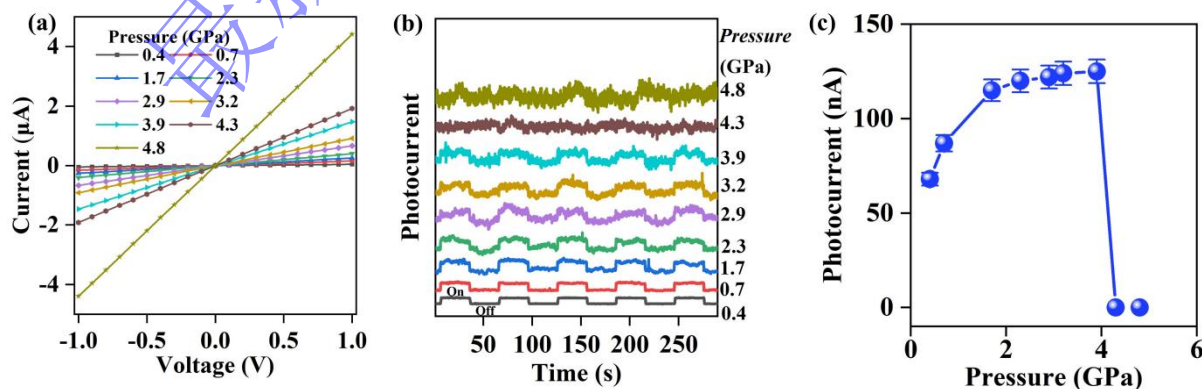 (a)
Pressure (GPa)
0.4 0.7
1.7 2.3
2.9 3.2
3.9 4.3
4.8
Current (μA)
4
2
0
-2
-4
-1.0 -0.5 0.0 0.5 1.0
Voltage (V)
(b)
Pressure
(GPa)
4.8
4.3
3.9
3.2
2.9
2.3
1.7
0.7
0.4
On
Off
Photocurrent
50 100 150 200 250
Time (s)
(c)
Photocurrent (nA)
150
100
50
0
0 2 4 6
Pressure (GPa)